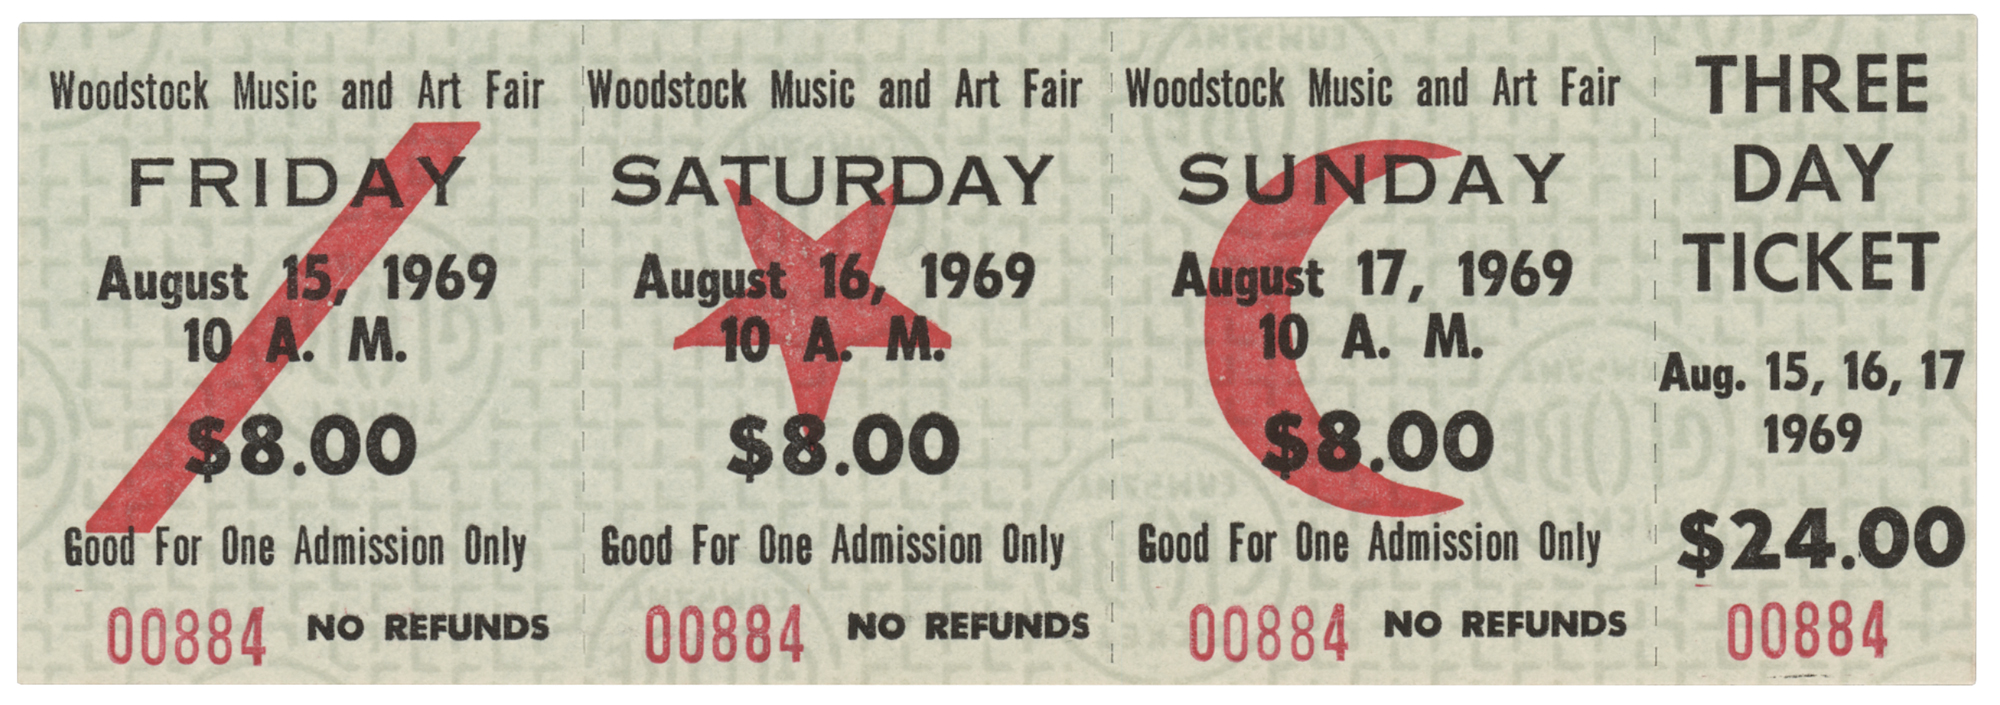 Woodstock Music and Art Fair
FRIDAY
August 15, 1969
10 A. M.
$8.00
Good For One Admission Only
00884 NO REFUNDS
Woodstock Music and Art Fair
SATURDAY
August 16, 1969
10 A. M.
$8.00
Good For One Admission Only
00884 NO REFUNDS
Woodstock Music and Art Fair
SUNDAY
August 17, 1969
10 A. M.
$8.00
Good For One Admission Only
00884 NO REFUNDS
THREE
DAY
TICKET
Aug. 15, 16, 17
1969
$24.00
00884